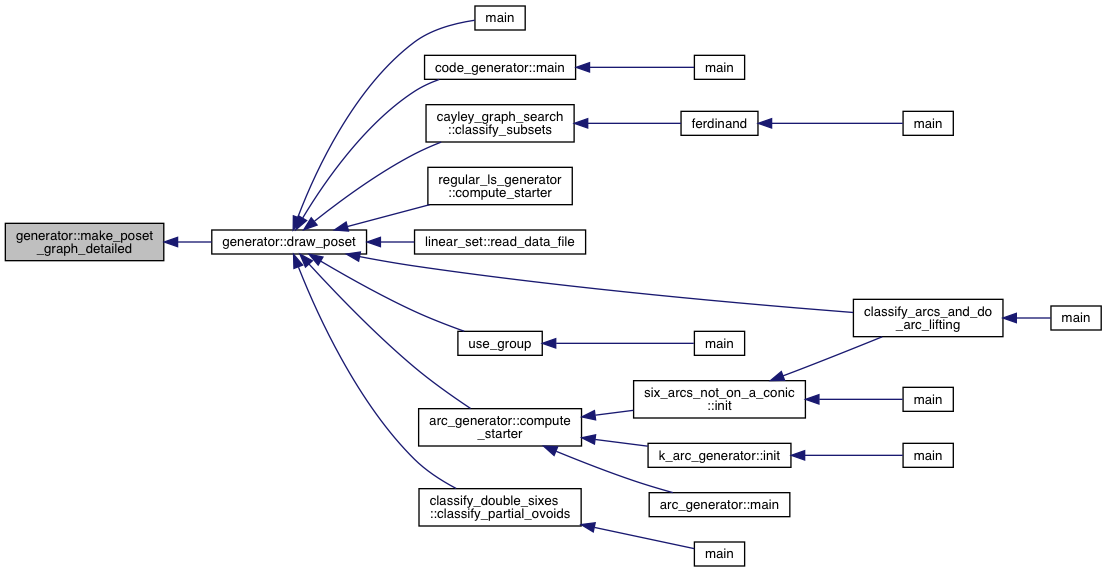 main
code_generator::main
main
cayley_graph_search
::classify_subsets
ferdinand
main
regular_ls_generator
::compute_starter
generator::make_poset
_graph_detailed
generator::draw_poset
linear_set::read_data_file
classify_arcs_and_do
_arc_lifting
main
use_group
main
six_arcs_not_on_a_conic
::init
main
arc_generator::compute
_starter
k_arc_generator::init
main
arc_generator::main
classify_double_sixes
::classify_partial_ovoids
main